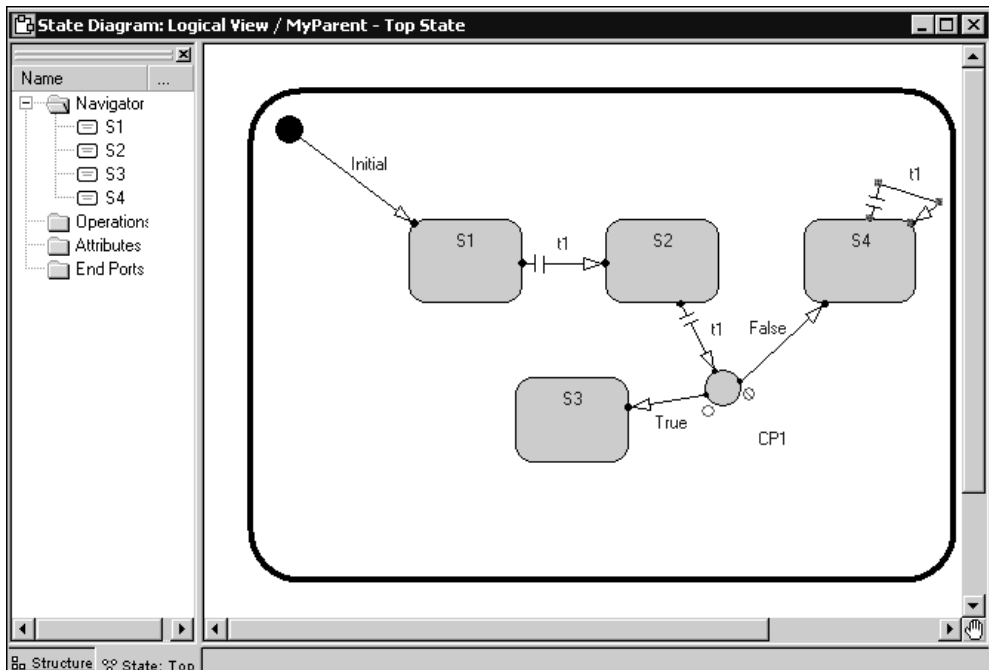 State Diagram: Logical View / MyParent - Top State
Name ...
Navigator
S1
S2
S3
S4
Operations
Attributes
End Ports
Initial
t1
S1
t1
S2
S4
t1
False
S3
True
CP1
Structure State: Top